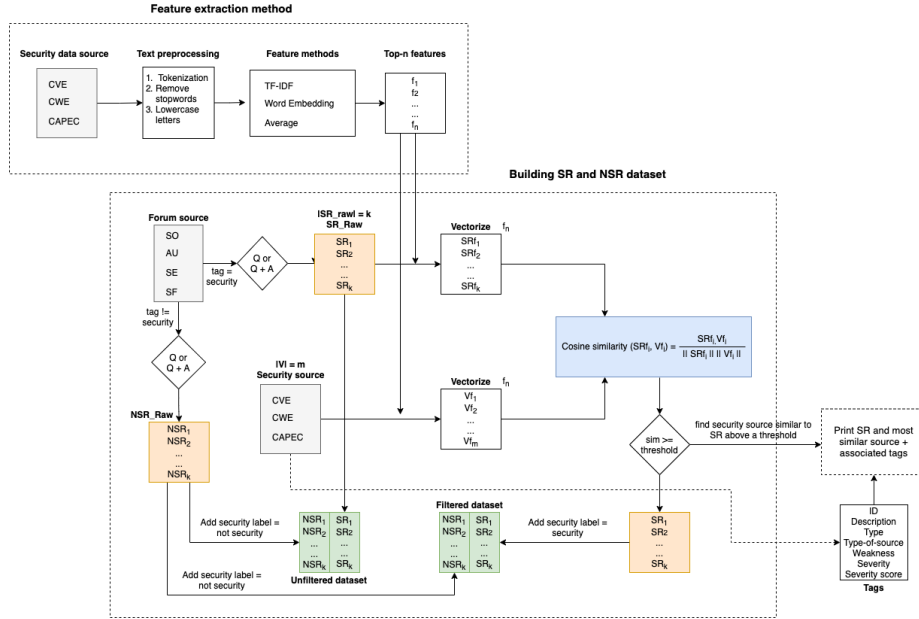 Feature extraction method
Security data source
CVE
CWE
CAPEC
Text preprocessing
1. Tokenization
2. Remove
stopwords
3. Lowercase
letters
Feature methods
TF-IDF
Word Embedding
Average
Top-n features
f1
f2
...
...
fn
Building SR and NSR dataset
Forum source
SO
AU
SE
SF
tag =
security
Q or
Q + A
|SR_raw| = k
SR_Raw
SR1
SR2
...
...
SRk
Vectorize fn
SRf1
SRf2
...
...
SRfk
tag !=
security
Q or
Q + A
NSR_Raw
NSR1
NSR2
...
...
NSRk
|V| = m
Security source
CVE
CWE
CAPEC
Vectorize fn
Vf1
Vf2
...
...
Vfm
Cosine similarity (SRfi, Vfi) = SRfi.Vfi
|| SRfi || || Vfi ||
sim >=
threshold
find security source similar to
SR above a threshold
Print SR and most
similar source +
associated tags
Add security label =
not security
NSR1 SR1
NSR2 SR2
... ...
... ...
NSRk SRk
Unfiltered dataset
Add security label =
not security
Filtered dataset
NSR1 SR1
NSR2 SR2
... ...
... ...
NSRk SRk
Add security label =
security
SR1
SR2
...
...
SRk
ID
Description
Type
Type-of-source
Weakness
Severity
Severity score
Tags